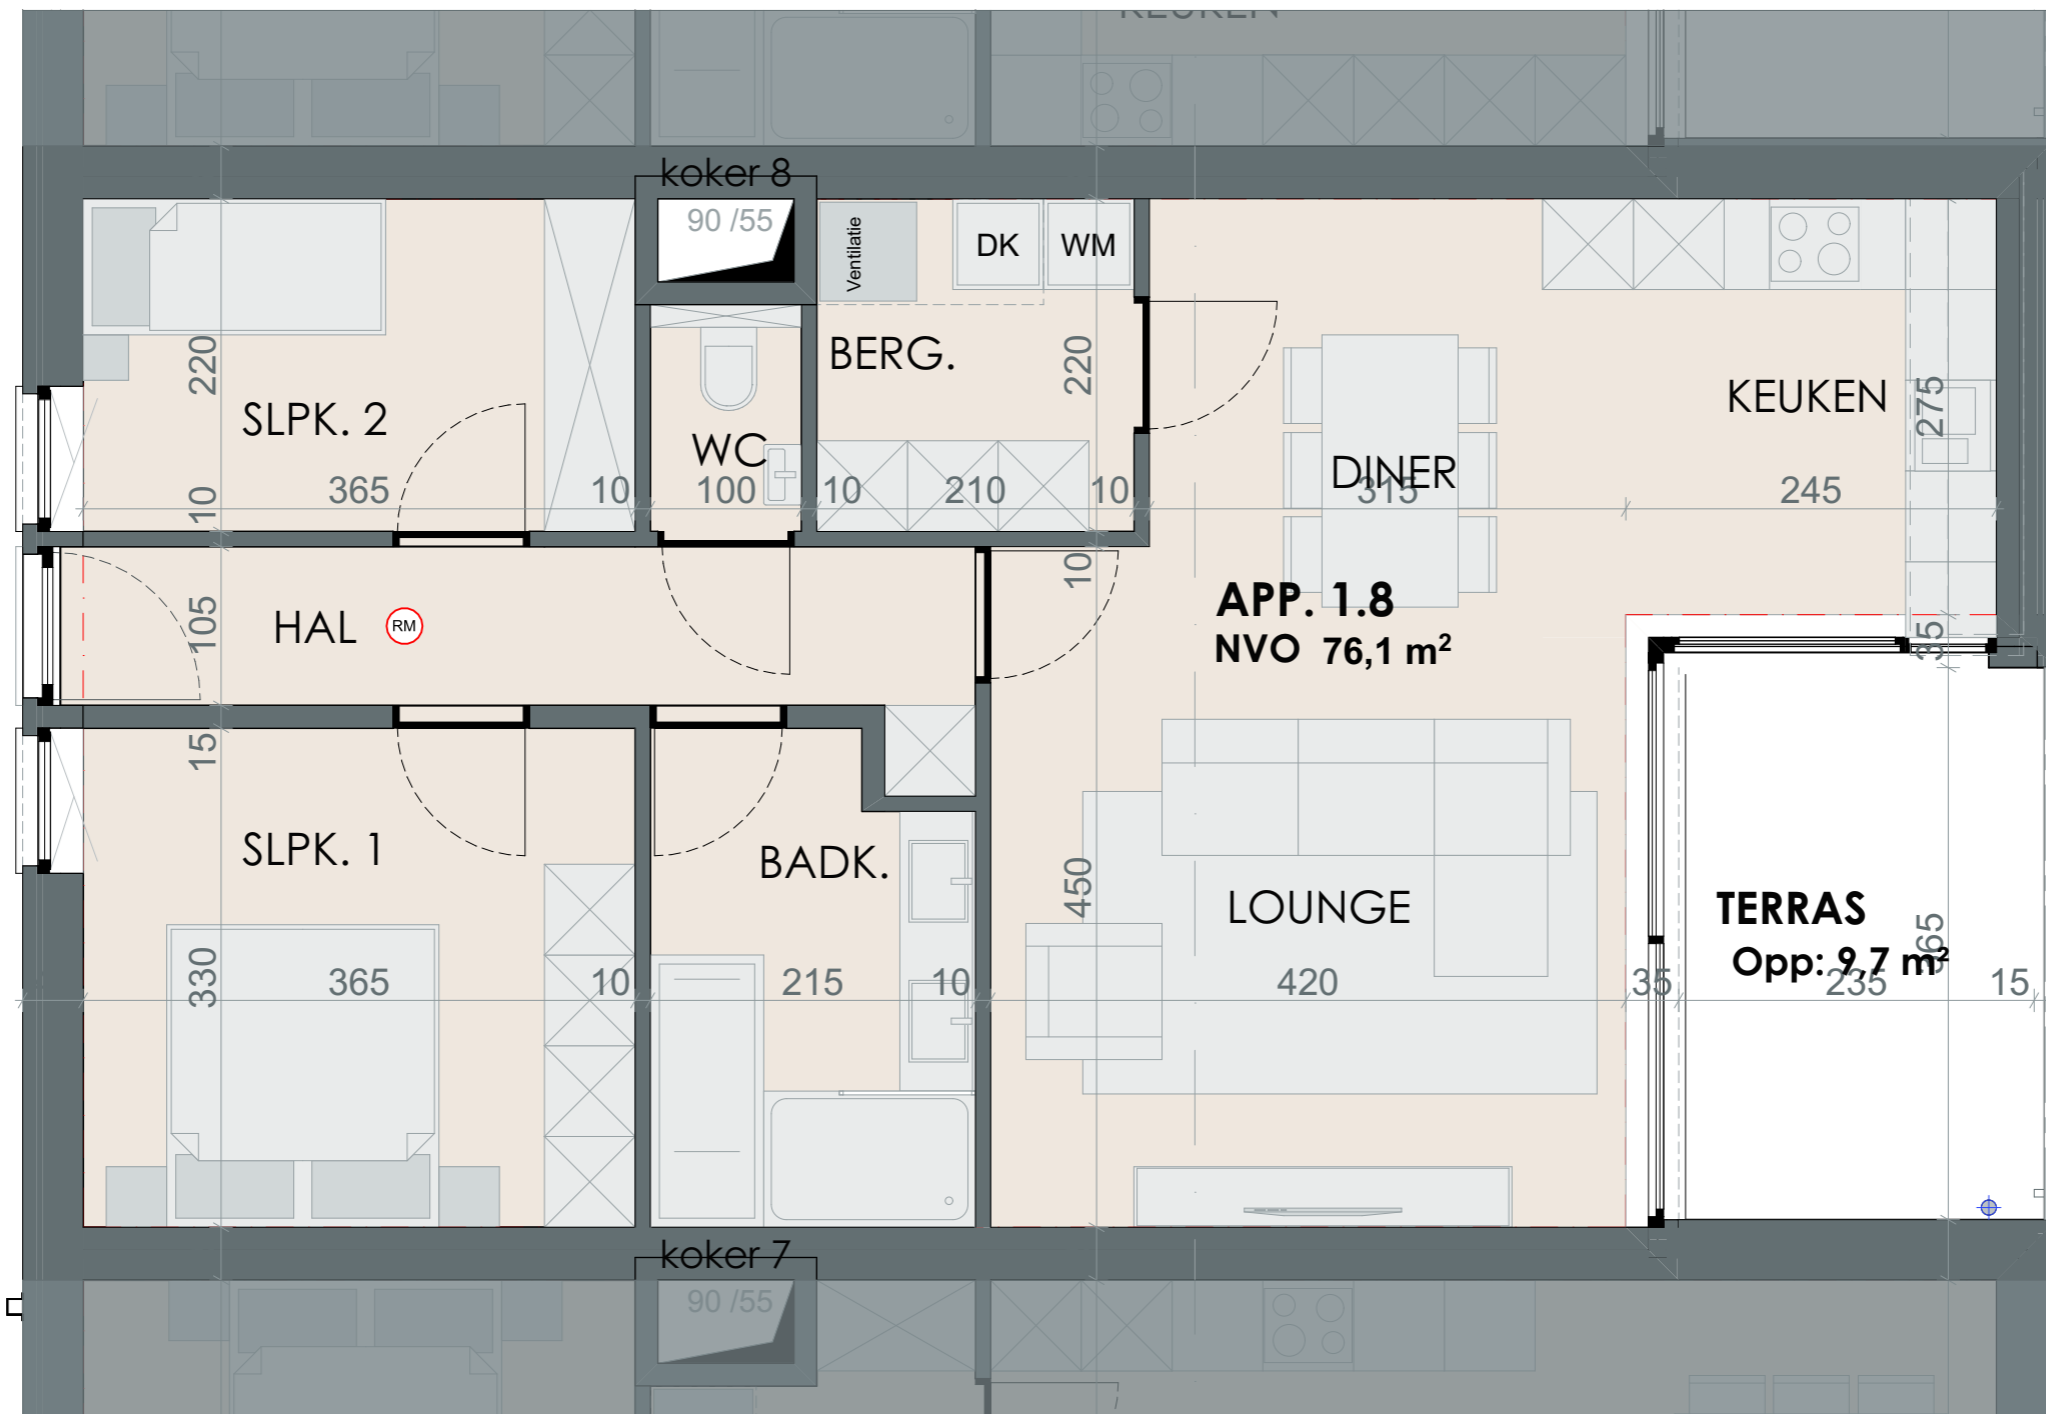 KEUKEN
koker 8
90 /55
Ventilatie
DK
WM
BERG.
220
SLPK. 2
220
WC
DINER
KEUKEN
275
10
365
10
100
10
210
10
315
245
10
HAL
RM
105
APP. 1.8
NVO 76,1 m²
35
15
SLPK. 1
BADK.
450
LOUNGE
TERRAS
Opp: 9,7 m²
365
330
365
10
215
10
420
35
235
15
koker 7
90 /55